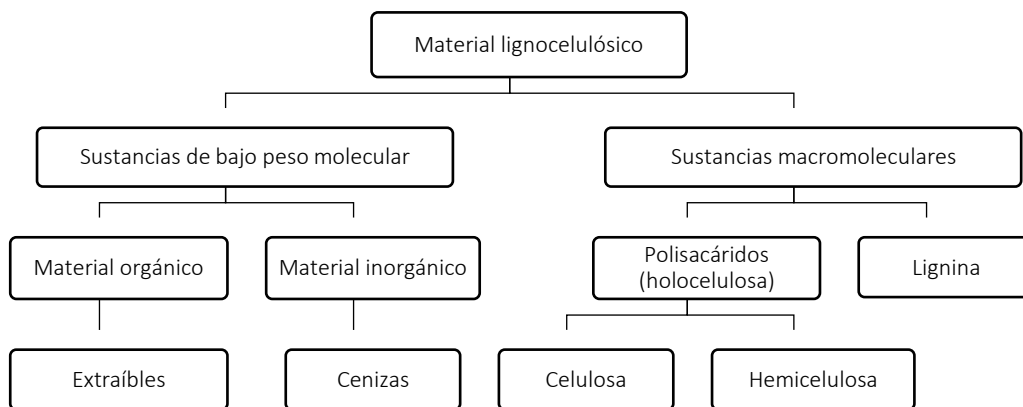 Material lignocelulósico
Sustancias de bajo peso molecular
Sustancias macromoleculares
Material orgánico
Material inorgánico
Polisacáridos
(holocelulosa)
Lignina
Extraíbles
Cenizas
Celulosa
Hemicelulosa